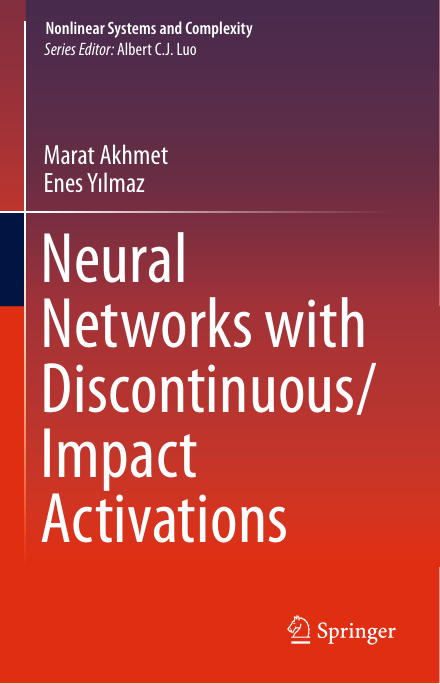 Nonlinear Systems and Complexity
Series Editor: Albert C.J. Luo
Marat Akhmet
Enes Yılmaz
Neural
Networks with
Discontinuous/
Impact
Activations
Springer